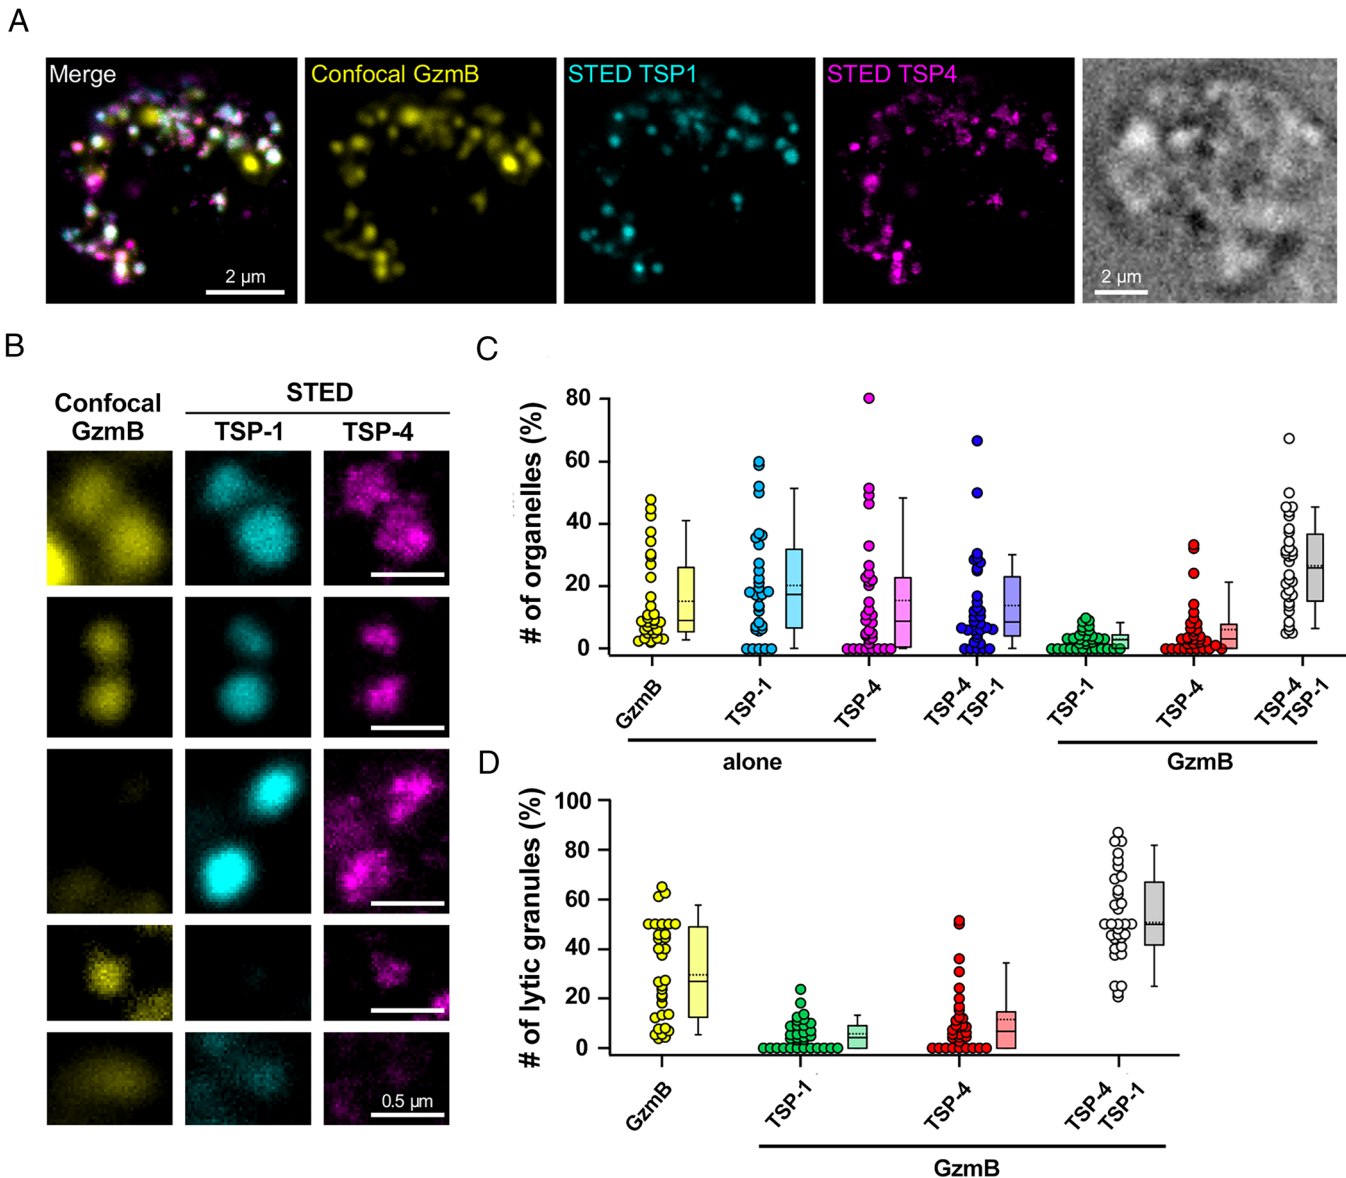 A
Merge
Confocal GzmB
STED TSP1
STED TSP4
2 µm
2 µm
B
Confocal
GzmB
STED
TSP-1
TSP-4
0.5 µm
C
# of organelles (%)
80
60
40
20
0
GzmB
TSP-1
TSP-4
TSP-4
TSP-1
TSP-1
TSP-4
TSP-4
TSP-1
alone
GzmB
D
# of lytic granules (%)
100
80
60
40
20
0
GzmB
TSP-1
TSP-4
TSP-4
TSP-1
GzmB